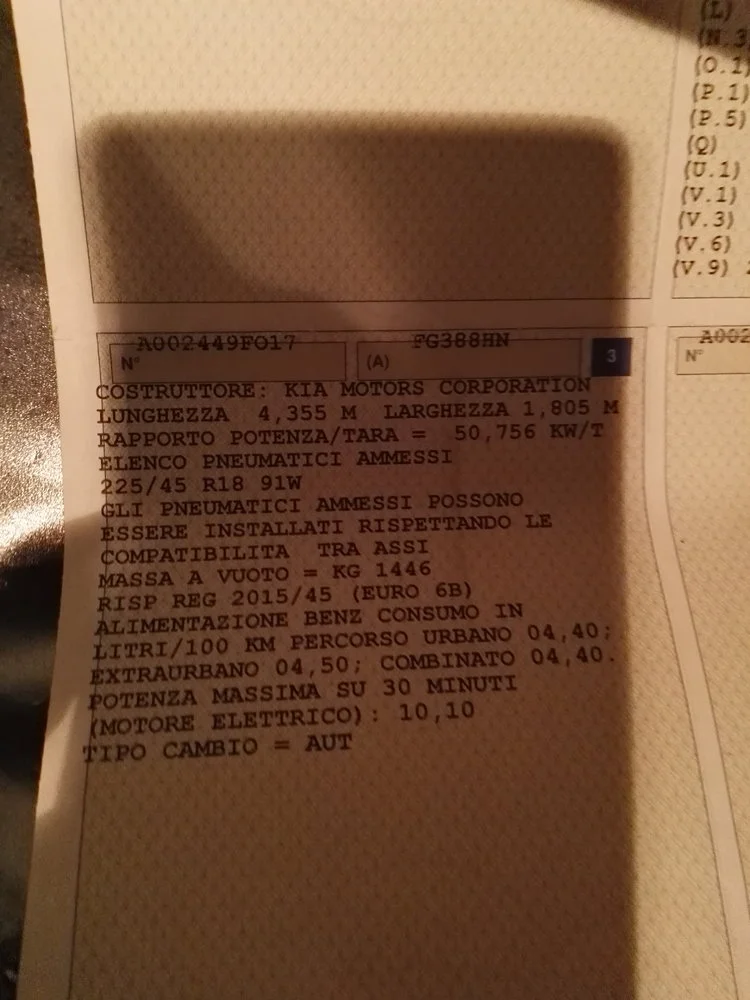 (L)
(N.3
(O.1)
(P.1)
(P.5)
(Q)
(U.1)
(V.1)
(V.3)
(V.6)
(V.9) 2
A002449FO17 FG388HN
N° (A) 3
A002
N°
COSTRUTTORE: KIA MOTORS CORPORATION
LUNGHEZZA 4,355 M LARGHEZZA 1,805 M
RAPPORTO POTENZA/TARA = 50,756 KW/T
ELENCO PNEUMATICI AMMESSI
225/45 R18 91W
GLI PNEUMATICI AMMESSI POSSONO
ESSERE INSTALLATI RISPETTANDO LE
COMPATIBILITA TRA ASSI
MASSA A VUOTO = KG 1446
RISP REG 2015/45 (EURO 6B)
ALIMENTAZIONE BENZ CONSUMO IN
LITRI/100 KM PERCORSO URBANO 04,40;
EXTRAURBANO 04,50; COMBINATO 04,40.
POTENZA MASSIMA SU 30 MINUTI
(MOTORE ELETTRICO): 10,10
TIPO CAMBIO = AUT